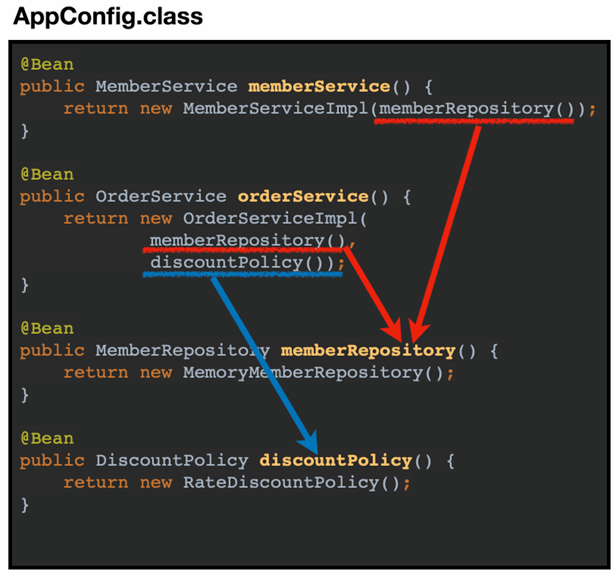 AppConfig.class
@Bean
public MemberService memberService() {
return new MemberServiceImpl(memberRepository());
}
@Bean
public OrderService orderService() {
return new OrderServiceImpl(
memberRepository(),
discountPolicy());
}
@Bean
public MemberRepository memberRepository() {
return new MemoryMemberRepository();
}
@Bean
public DiscountPolicy discountPolicy() {
return new RateDiscountPolicy();
}